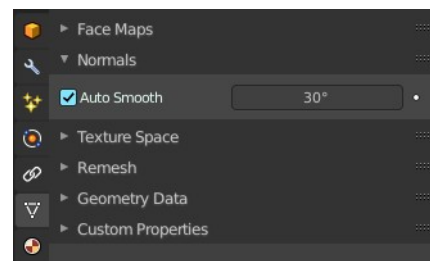 Face Maps
Normals
Auto Smooth 30°
Texture Space
Remesh
Geometry Data
Custom Properties